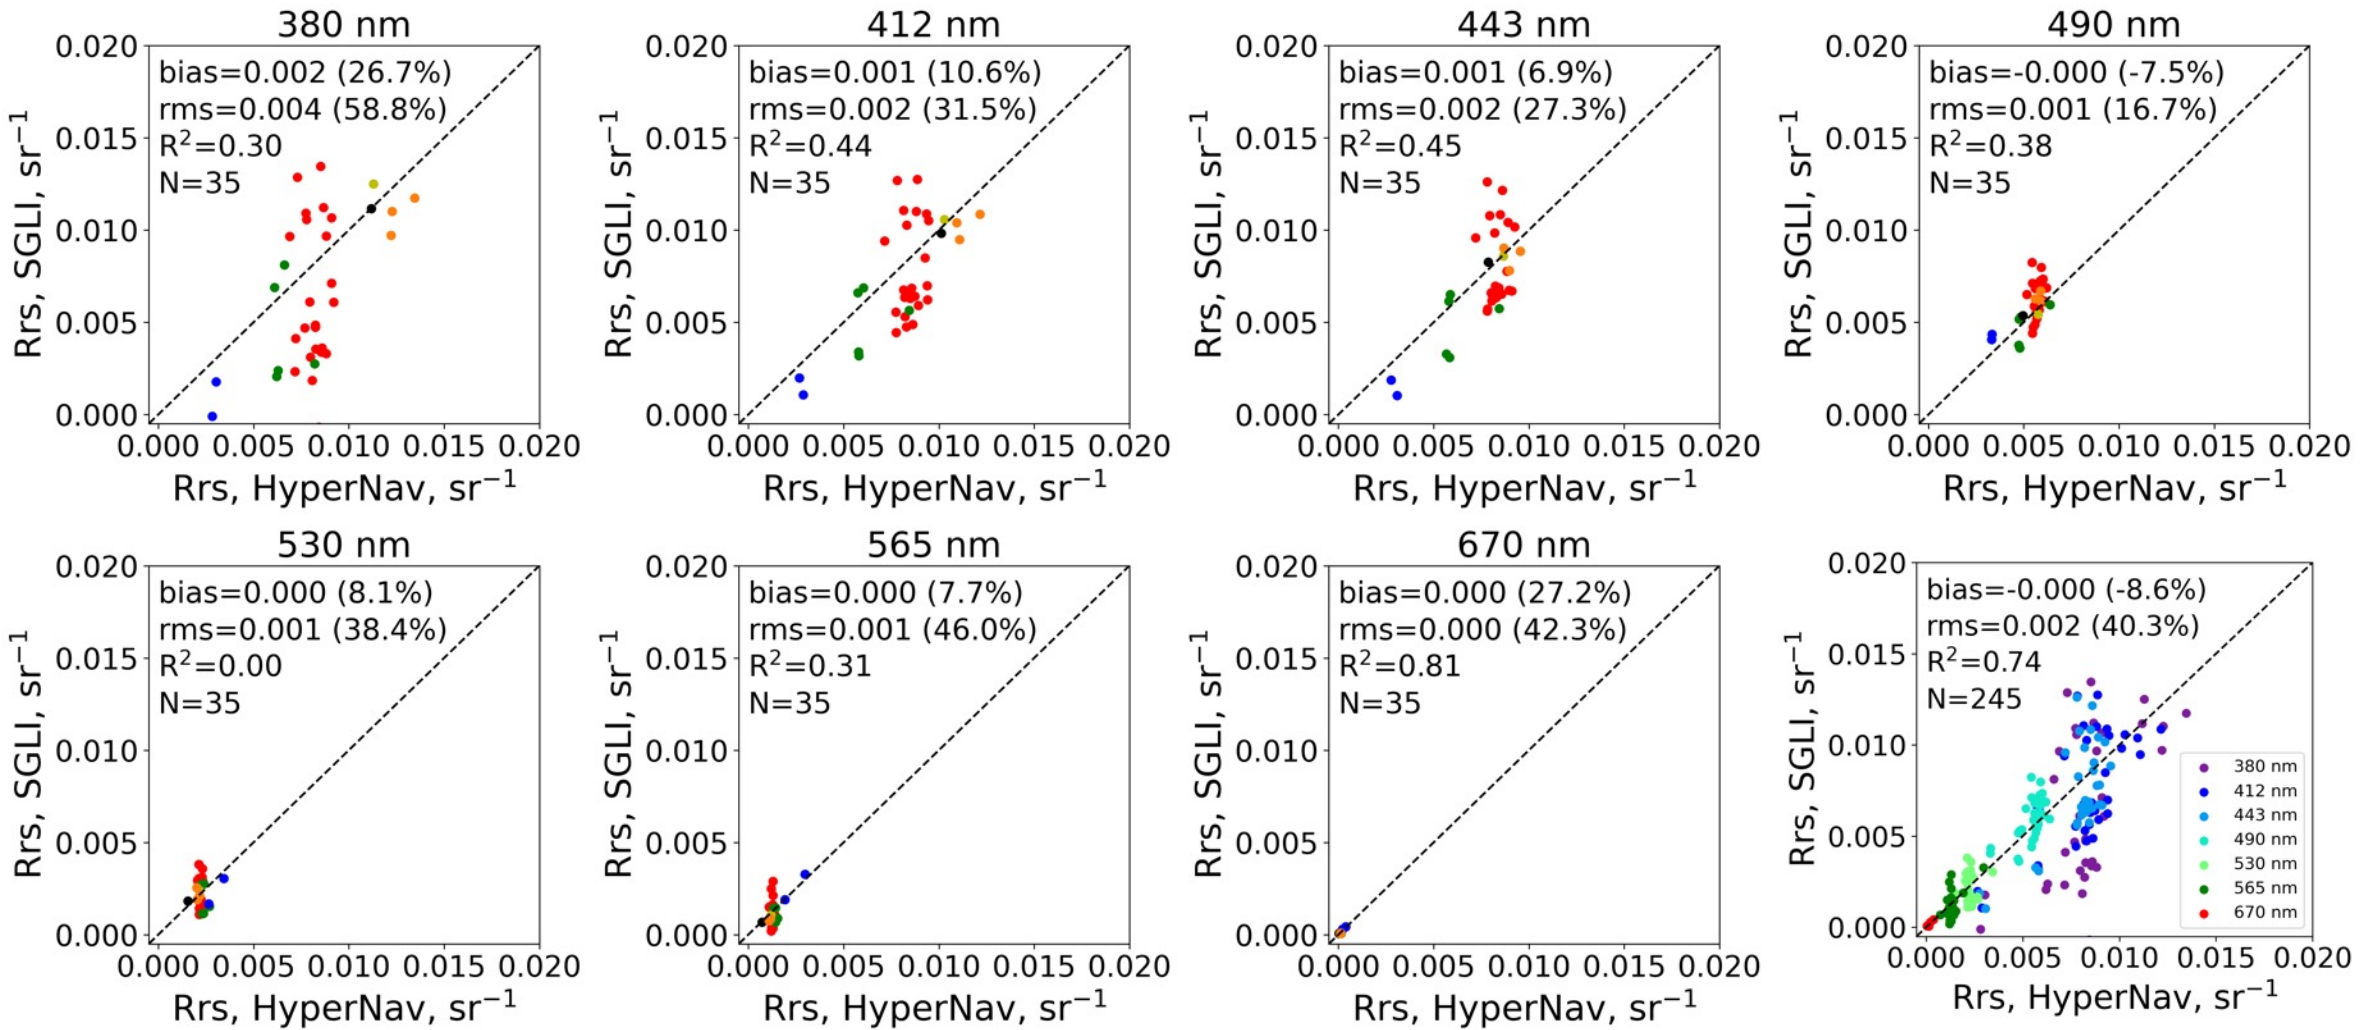 380 nm
0.020
0.015
0.010
0.005
0.000
Rrs, SGLI, sr⁻¹
bias=0.002 (26.7%)
rms=0.004 (58.8%)
R²=0.30
N=35
0.000 0.005 0.010 0.015 0.020
Rrs, HyperNav, sr⁻¹
412 nm
0.020
0.015
0.010
0.005
0.000
Rrs, SGLI, sr⁻¹
bias=0.001 (10.6%)
rms=0.002 (31.5%)
R²=0.44
N=35
0.000 0.005 0.010 0.015 0.020
Rrs, HyperNav, sr⁻¹
443 nm
0.020
0.015
0.010
0.005
0.000
Rrs, SGLI, sr⁻¹
bias=0.001 (6.9%)
rms=0.002 (27.3%)
R²=0.45
N=35
0.000 0.005 0.010 0.015 0.020
Rrs, HyperNav, sr⁻¹
490 nm
0.020
0.015
0.010
0.005
0.000
Rrs, SGLI, sr⁻¹
bias=-0.000 (-7.5%)
rms=0.001 (16.7%)
R²=0.38
N=35
0.000 0.005 0.010 0.015 0.020
Rrs, HyperNav, sr⁻¹
530 nm
0.020
0.015
0.010
0.005
0.000
Rrs, SGLI, sr⁻¹
bias=0.000 (8.1%)
rms=0.001 (38.4%)
R²=0.00
N=35
0.000 0.005 0.010 0.015 0.020
Rrs, HyperNav, sr⁻¹
565 nm
0.020
0.015
0.010
0.005
0.000
Rrs, SGLI, sr⁻¹
bias=0.000 (7.7%)
rms=0.001 (46.0%)
R²=0.31
N=35
0.000 0.005 0.010 0.015 0.020
Rrs, HyperNav, sr⁻¹
670 nm
0.020
0.015
0.010
0.005
0.000
Rrs, SGLI, sr⁻¹
bias=0.000 (27.2%)
rms=0.000 (42.3%)
R²=0.81
N=35
0.000 0.005 0.010 0.015 0.020
Rrs, HyperNav, sr⁻¹
0.020
0.015
0.010
0.005
0.000
Rrs, SGLI, sr⁻¹
bias=-0.000 (-8.6%)
rms=0.002 (40.3%)
R²=0.74
N=245
380 nm
412 nm
443 nm
490 nm
530 nm
565 nm
670 nm
0.000 0.005 0.010 0.015 0.020
Rrs, HyperNav, sr⁻¹